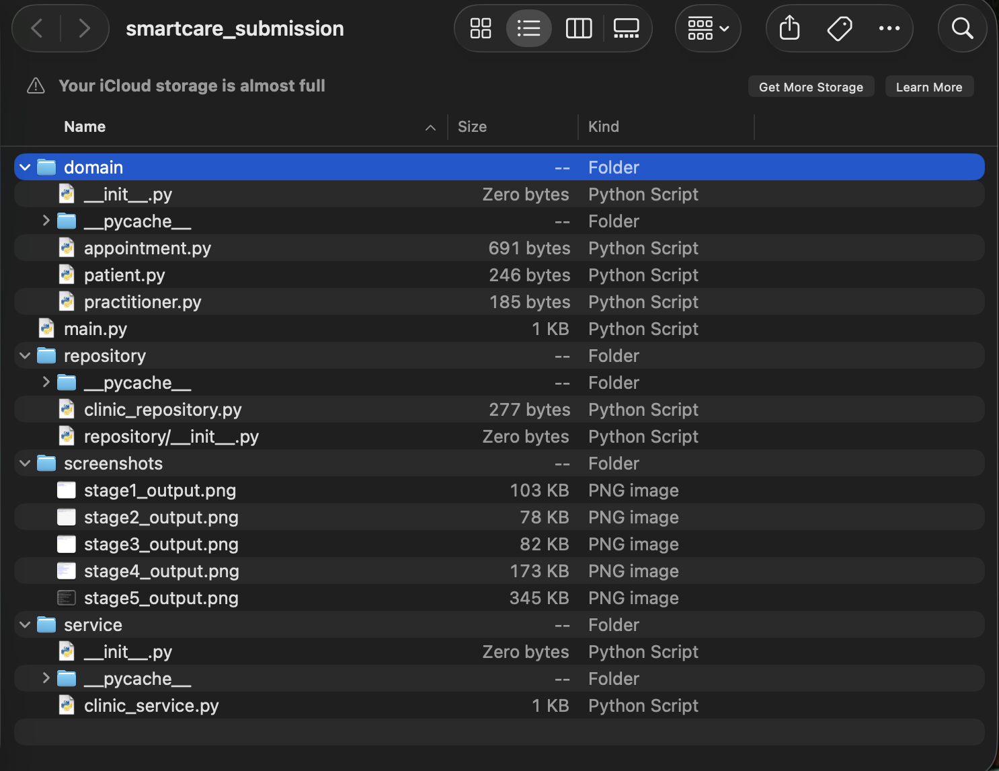 smartcare_submission
Your iCloud storage is almost full
Get More Storage
Learn More
Name Size Kind
domain -- Folder
__init__.py Zero bytes Python Script
__pycache__ -- Folder
appointment.py 691 bytes Python Script
patient.py 246 bytes Python Script
practitioner.py 185 bytes Python Script
main.py 1 KB Python Script
repository -- Folder
__pycache__ -- Folder
clinic_repository.py 277 bytes Python Script
repository/__init__.py Zero bytes Python Script
screenshots -- Folder
stage1_output.png 103 KB PNG image
stage2_output.png 78 KB PNG image
stage3_output.png 82 KB PNG image
stage4_output.png 173 KB PNG image
stage5_output.png 345 KB PNG image
service -- Folder
__init__.py Zero bytes Python Script
__pycache__ -- Folder
clinic_service.py 1 KB Python Script